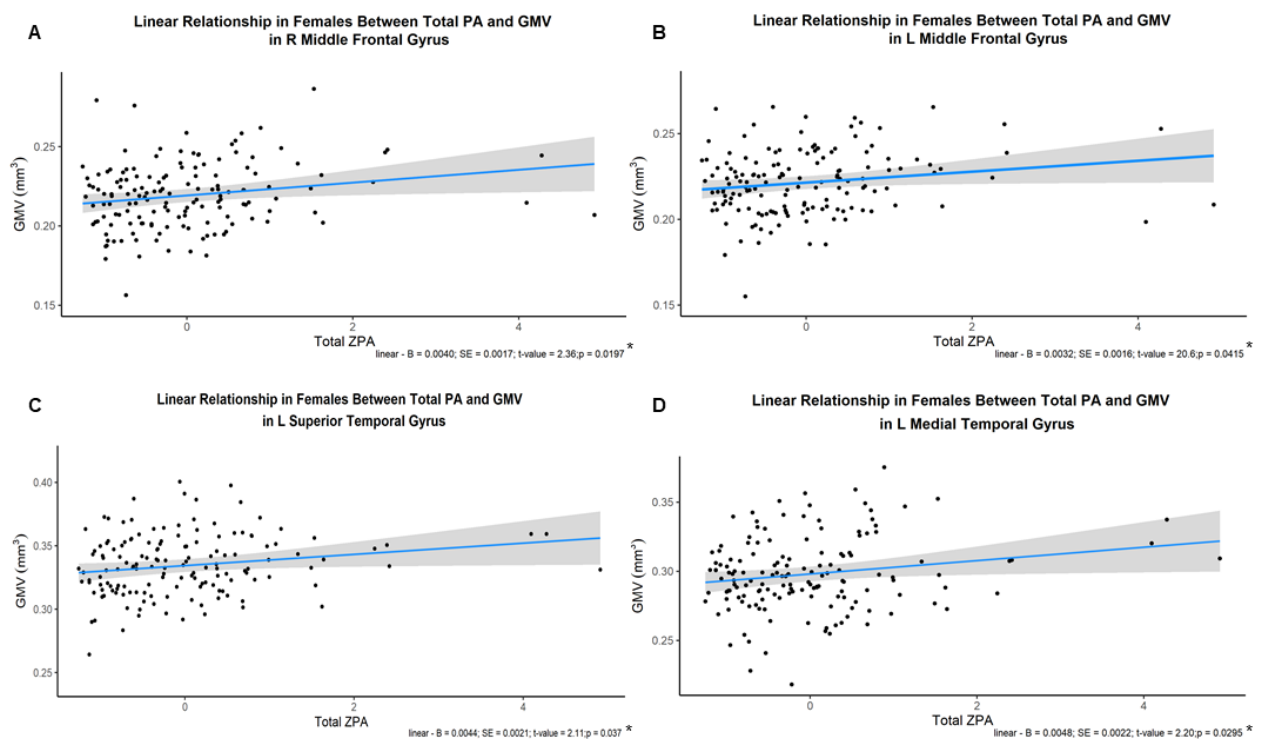 A
Linear Relationship in Females Between Total PA and GMV
in R Middle Frontal Gyrus
GMV (mm³)
0.25
0.20
0.15
0
2
4
Total ZPA
linear - B = 0.0040; SE = 0.0017; t-value = 2.36;p = 0.0197 *
B
Linear Relationship in Females Between Total PA and GMV
in L Middle Frontal Gyrus
GMV (mm³)
0.25
0.20
0.15
0
2
4
Total ZPA
linear - B = 0.0032; SE = 0.0016; t-value = 20.6;p = 0.0415 *
C
Linear Relationship in Females Between Total PA and GMV
in L Superior Temporal Gyrus
GMV (mm³)
0.40
0.35
0.30
0.25
0
2
4
Total ZPA
linear - B = 0.0044; SE = 0.0021; t-value = 2.11;p = 0.037 *
D
Linear Relationship in Females Between Total PA and GMV
in L Medial Temporal Gyrus
GMV (mm³)
0.35
0.30
0.25
0
2
4
Total ZPA
linear - B = 0.0048; SE = 0.0022; t-value = 2.20;p = 0.0295 *